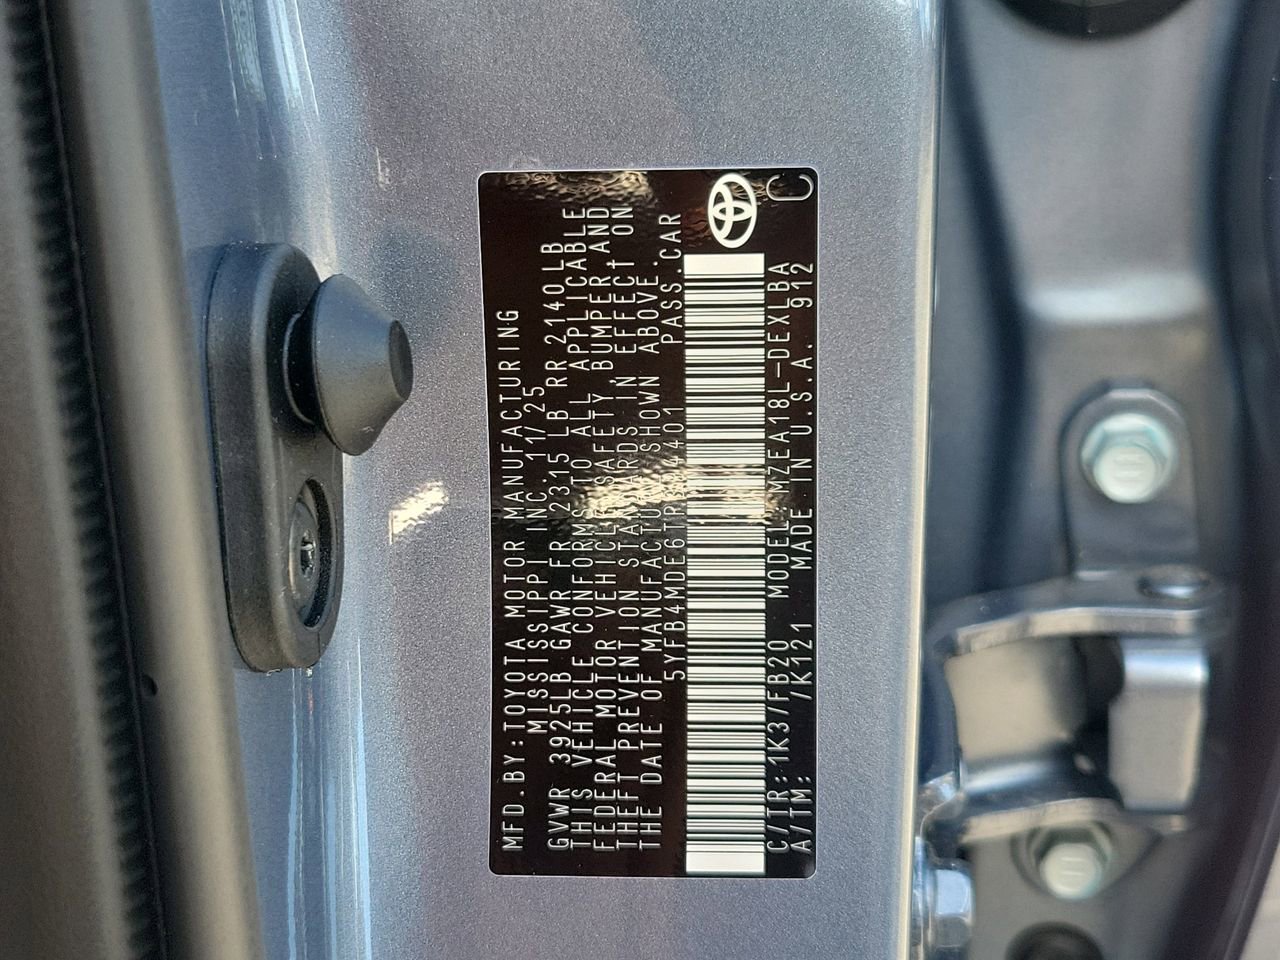 MFD.BY:TOYOTA MOTOR MANUFACTURING
MISSISSIPPI INC. 11/25
GVWR 3925LB GAWR FR 2315 LB RR 2140LB
THIS VEHICLE CONFORMS TO ALL APPLICABLE
FEDERAL MOTOR VEHICLE SAFETY, BUMPER AND
THEFT PREVENTION STANDARDS IN EFFECT ON
THE DATE OF MANUFACTURE SHOWN ABOVE.
PASS.CAR
C/TR:1K3/FB20 MODEL:MZEA18L-DEXLBA
A/TM: /K121 MADE IN U.S.A. 912
C